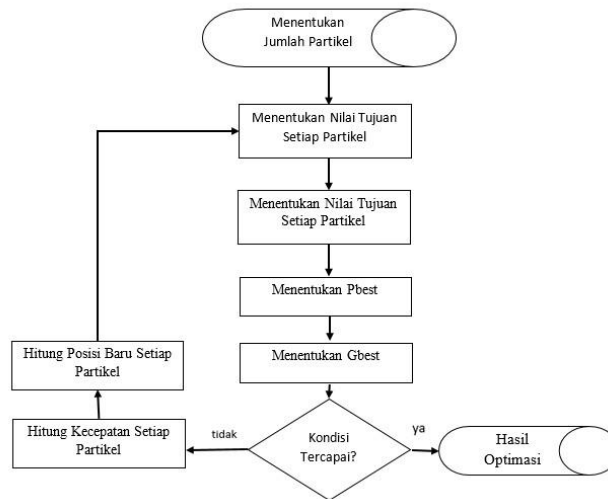 Menentukan
Jumlah Partikel
Menentukan Nilai Tujuan
Setiap Partikel
Menentukan Nilai Tujuan
Setiap Partikel
Menentukan Pbest
Menentukan Gbest
Hitung Posisi Baru Setiap
Partikel
Hitung Kecepatan Setiap
Partikel
tidak
Kondisi
Tercapai?
ya
Hasil
Optimasi